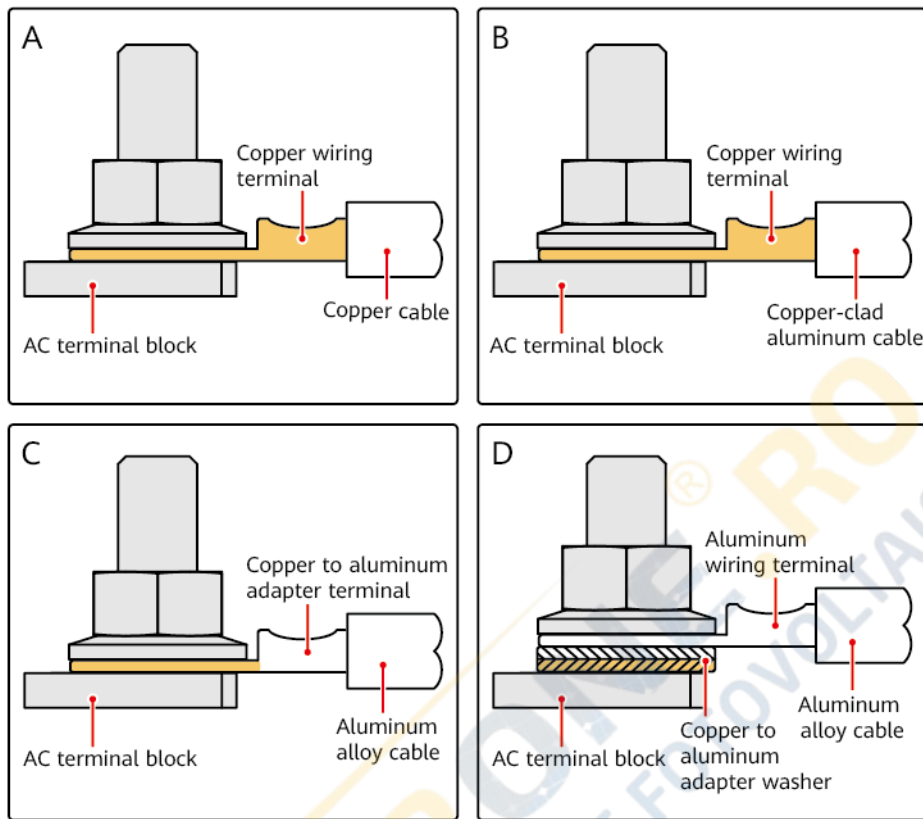 A
Copper wiring
terminal
Copper cable
AC terminal block
B
Copper wiring
terminal
Copper-clad
aluminum cable
AC terminal block
C
Copper to aluminum
adapter terminal
Aluminum
alloy cable
AC terminal block
D
Aluminum
wiring terminal
Aluminum
alloy cable
Copper to
aluminum
adapter washer
AC terminal block
ONE.RO
®